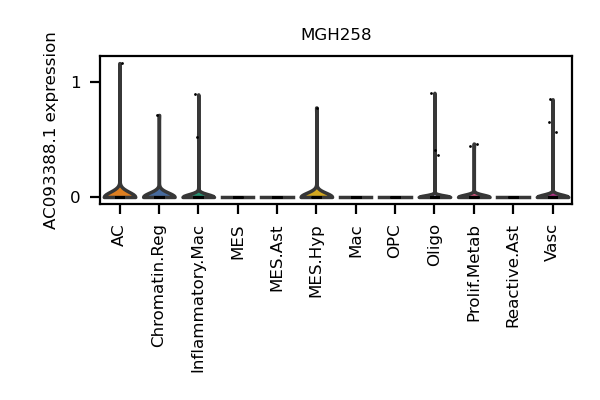 MGH258
AC093388.1 expression
1
0
AC
Chromatin.Reg
Inflammatory.Mac
MES
MES.Ast
MES.Hyp
Mac
OPC
Oligo
Prolif.Metab
Reactive.Ast
Vasc